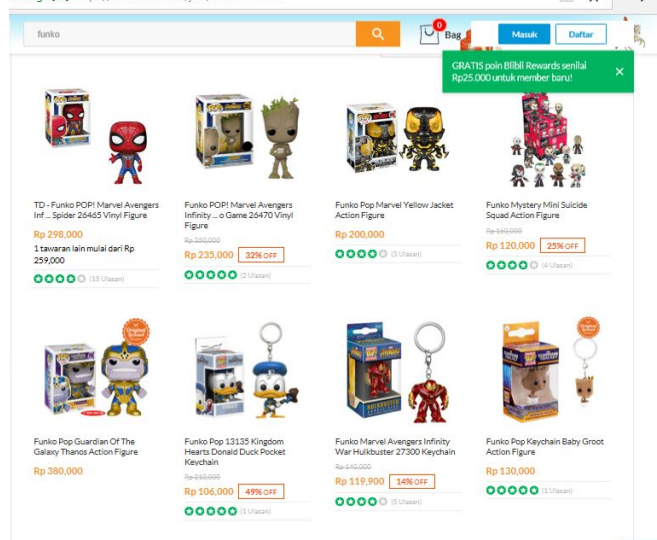 funko
0
Bag
Masuk
Daftar
GRATIS poin Blibli Rewards senilai
Rp25.000 untuk member baru!
TD - Funko POP! Marvel Avengers
Inf ... Spider 26465 Vinyl Figure
Rp 298,000
1 tawaran lain mulai dari Rp
259,000
(13 Ulasan)
Funko POP! Marvel Avengers
Infinity ... o Game 26470 Vinyl
Figure
Rp 235,000
32% OFF
(2 Ulasan)
Funko Pop Marvel Yellow Jacket
Action Figure
Rp 200,000
(3 Ulasan)
Funko Mystery Mini Suicide
Squad Action Figure
Rp 160,000
Rp 120,000
25% OFF
(4 Ulasan)
Funko Pop Guardian Of The
Galaxy Thanos Action Figure
Rp 380,000
Funko Pop 13135 Kingdom
Hearts Donald Duck Pocket
Keychain
Rp 210,000
Rp 106,000
49% OFF
(1 Ulasan)
Funko Marvel Avengers Infinity
War Hulkbuster 27300 Keychain
Rp 140,000
Rp 119,900
14% OFF
(5 Ulasan)
Funko Pop Keychain Baby Groot
Action Figure
Rp 130,000
(1 Ulasan)